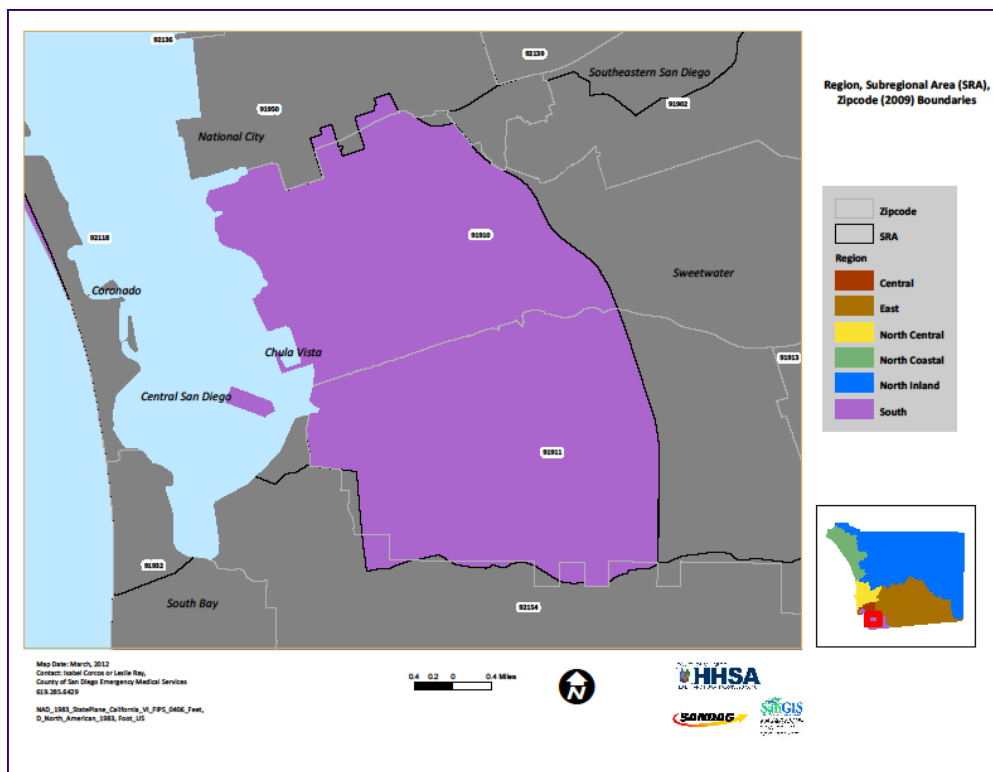 92136
92139
Southeastern San Diego
91902
91950
National City
Region, Subregional Area (SRA),
Zipcode (2009) Boundaries
Zipcode
SRA
Region
Central
East
North Central
North Coastal
North Inland
South
92118
91910
Sweetwater
Coronado
Chula Vista
91913
Central San Diego
91911
91932
South Bay
92154
Map Date: March, 2012
Contact: Isabel Corcos or Leslie Ray,
County of San Diego Emergency Medical Services
619.285.6429
NAD_1983_StatePlane_California_VI_FIPS_0406_Feet,
D_North_American_1983, Foot_US
0.4 0.2 0 0.4 Miles
N
HHSA
SANDAG
SanGIS